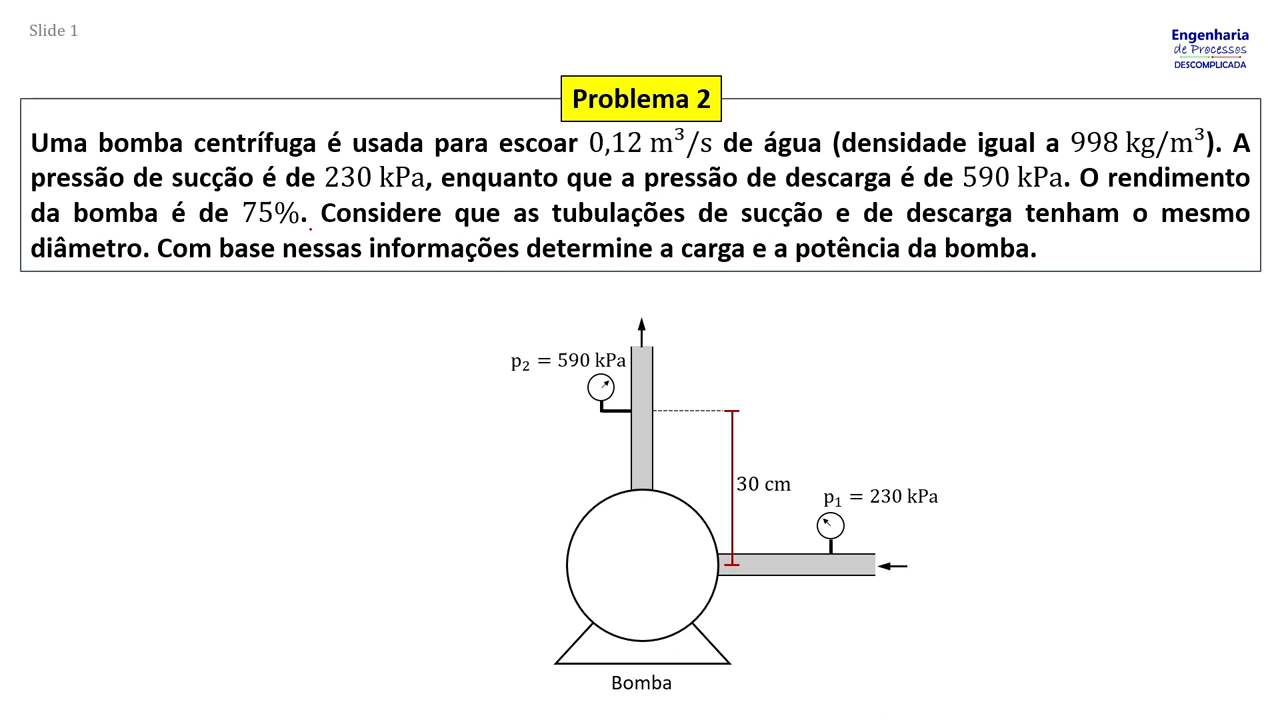 Slide 1
Engenharia
de Processos
DESCOMPLICADA
Problema 2
Uma bomba centrífuga é usada para escoar 0,12 m³/s de água (densidade igual a 998 kg/m³). A
pressão de sucção é de 230 kPa, enquanto que a pressão de descarga é de 590 kPa. O rendimento
da bomba é de 75%. Considere que as tubulações de sucção e de descarga tenham o mesmo
diâmetro. Com base nessas informações determine a carga e a potência da bomba.
p₂ = 590 kPa
30 cm
p₁ = 230 kPa
Bomba